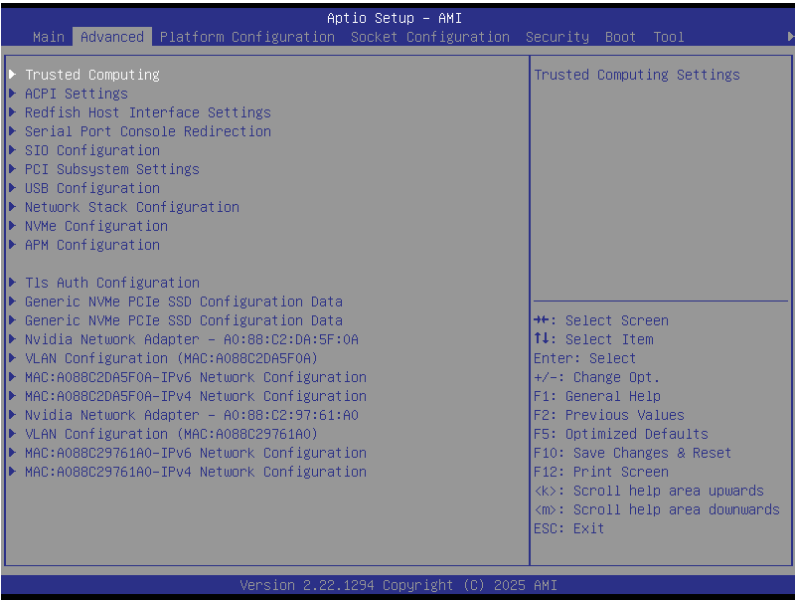 Aptio Setup – AMI
Main Advanced Platform Configuration Socket Configuration Security Boot Tool
Trusted Computing
ACPI Settings
Redfish Host Interface Settings
Serial Port Console Redirection
SIO Configuration
PCI Subsystem Settings
USB Configuration
Network Stack Configuration
NVMe Configuration
APM Configuration
Tls Auth Configuration
Generic NVMe PCIe SSD Configuration Data
Generic NVMe PCIe SSD Configuration Data
Nvidia Network Adapter – A0:88:C2:DA:5F:0A
VLAN Configuration (MAC:A088C2DA5F0A)
MAC:A088C2DA5F0A-IPv6 Network Configuration
MAC:A088C2DA5F0A-IPv4 Network Configuration
Nvidia Network Adapter – A0:88:C2:97:61:A0
VLAN Configuration (MAC:A088C29761A0)
MAC:A088C29761A0-IPv6 Network Configuration
MAC:A088C29761A0-IPv4 Network Configuration
Trusted Computing Settings
→←: Select Screen
↑↓: Select Item
Enter: Select
+/-: Change Opt.
F1: General Help
F2: Previous Values
F5: Optimized Defaults
F10: Save Changes & Reset
F12: Print Screen
<k>: Scroll help area upwards
<m>: Scroll help area downwards
ESC: Exit
Version 2.22.1294 Copyright (C) 2025 AMI